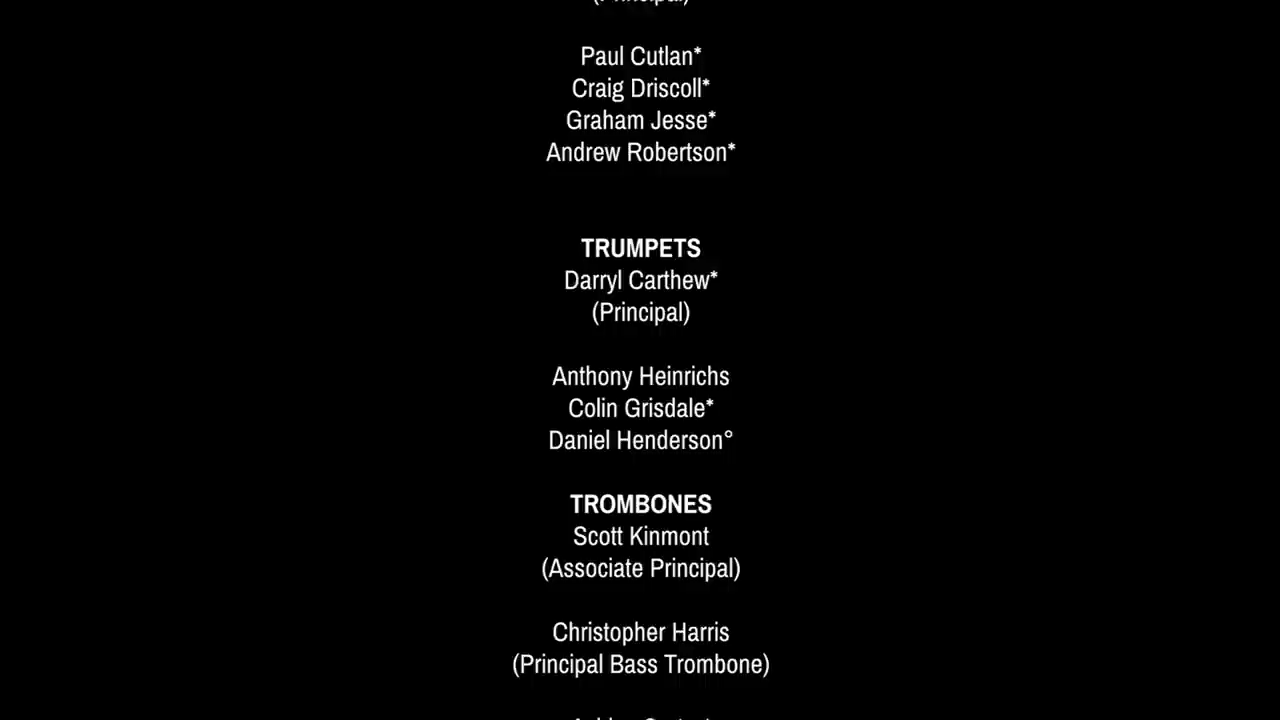 (Principal)
Paul Cutlan*
Craig Driscoll*
Graham Jesse*
Andrew Robertson*
TRUMPETS
Darryl Carthew*
(Principal)
Anthony Heinrichs
Colin Grisdale*
Daniel Henderson°
TROMBONES
Scott Kinmont
(Associate Principal)
Christopher Harris
(Principal Bass Trombone)